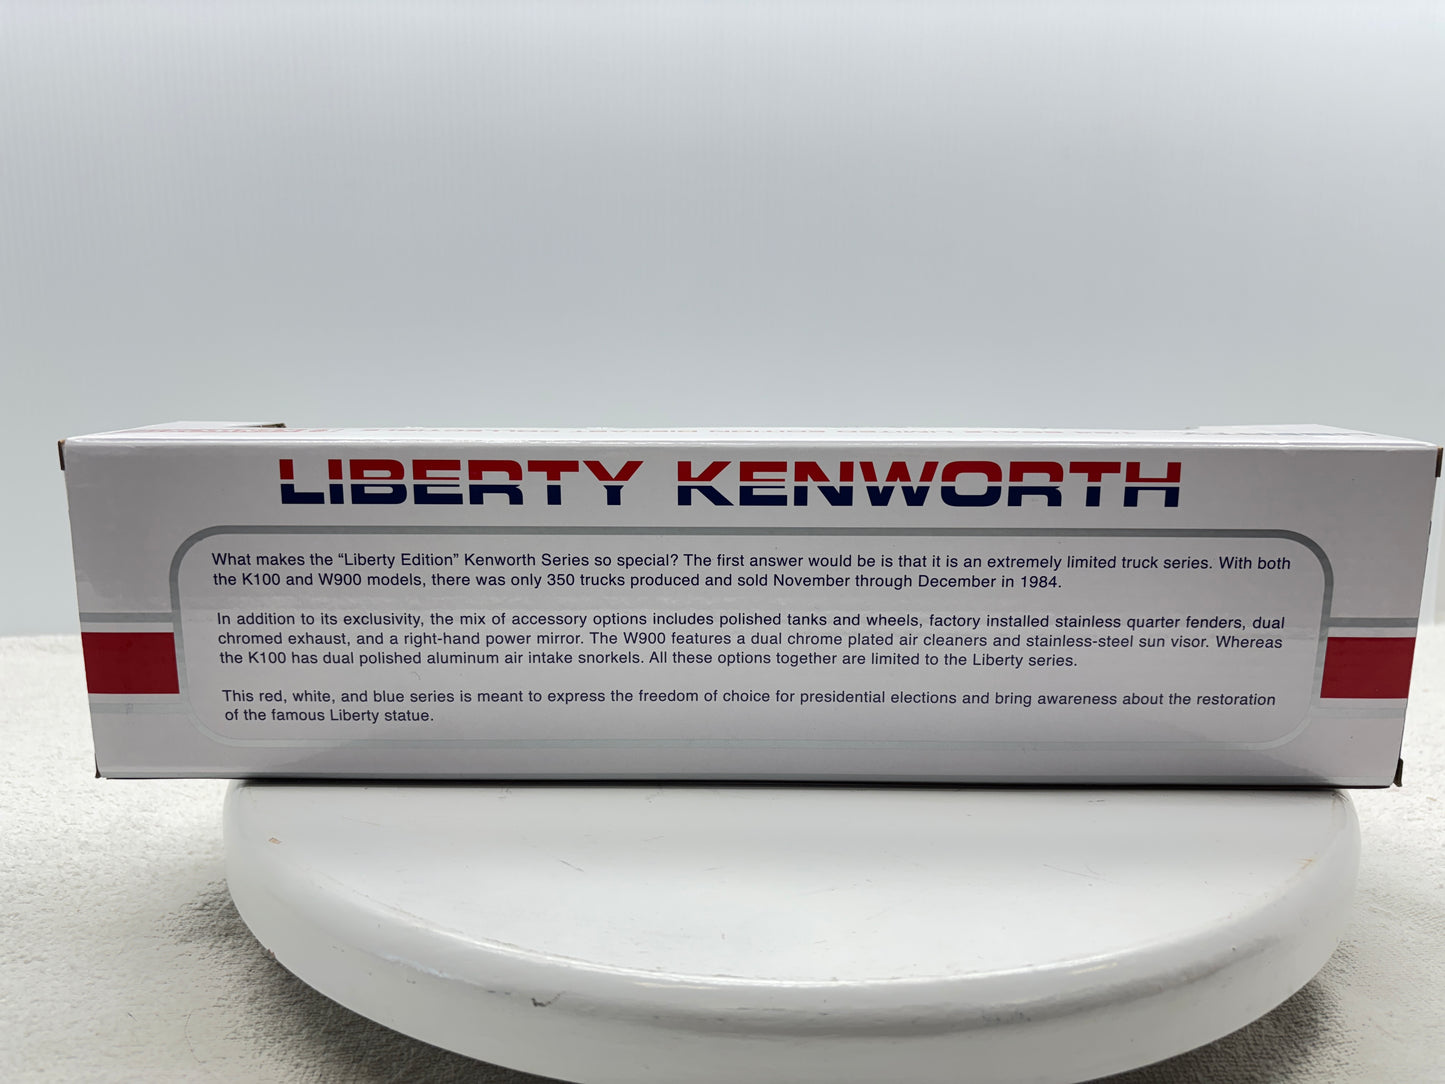 LIBERTY KENWORTH
What makes the “Liberty Edition” Kenworth Series so special? The first answer would be is that it is an extremely limited truck series. With both
the K100 and W900 models, there was only 350 trucks produced and sold November through December in 1984.
In addition to its exclusivity, the mix of accessory options includes polished tanks and wheels, factory installed stainless quarter fenders, dual
chromed exhaust, and a right-hand power mirror. The W900 features a dual chrome plated air cleaners and stainless-steel sun visor. Whereas
the K100 has dual polished aluminum air intake snorkels. All these options together are limited to the Liberty series.
This red, white, and blue series is meant to express the freedom of choice for presidential elections and bring awareness about the restoration
of the famous Liberty statue.